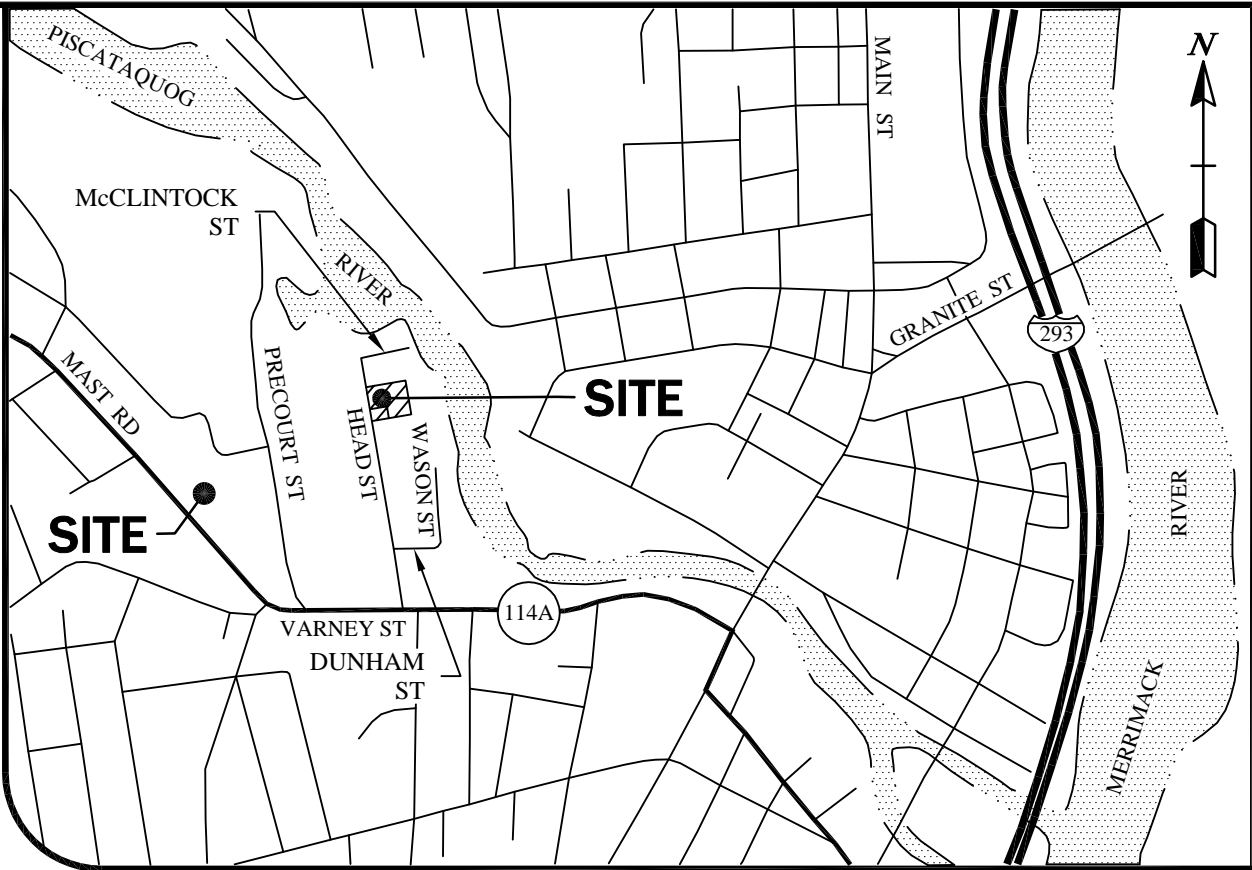 PISCATAQUOG
RIVER
McCLINTOCK
ST
MAIN ST
N
GRANITE ST
293
MAST RD
PRECOURT ST
HEAD ST
WASON ST
SITE
SITE
114A
VARNEY ST
DUNHAM
ST
RIVER
MERRIMACK